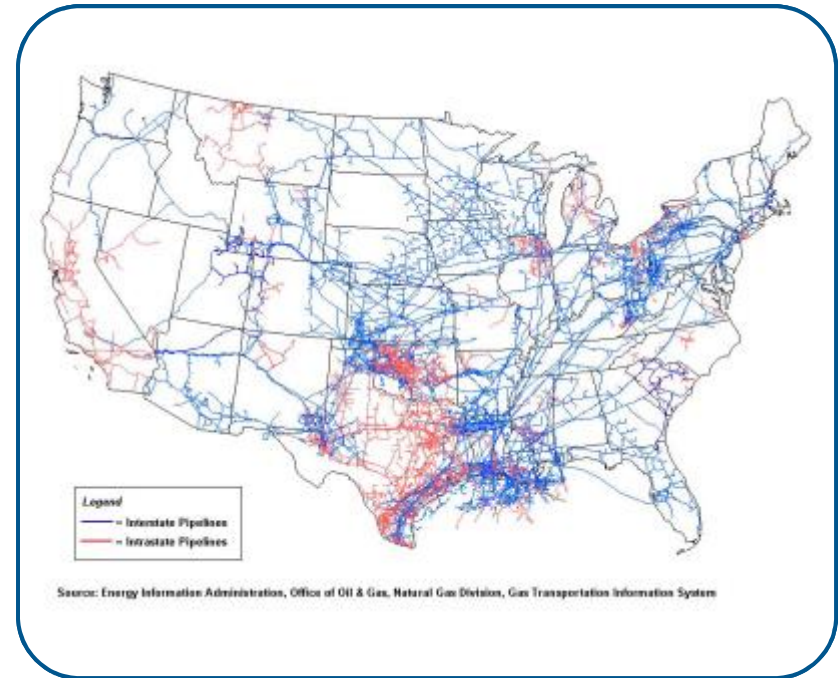 Legend
= Interstate Pipelines
= Intrastate Pipelines
Source: Energy Information Administration, Office of Oil & Gas, Natural Gas Division, Gas Transportation Information System